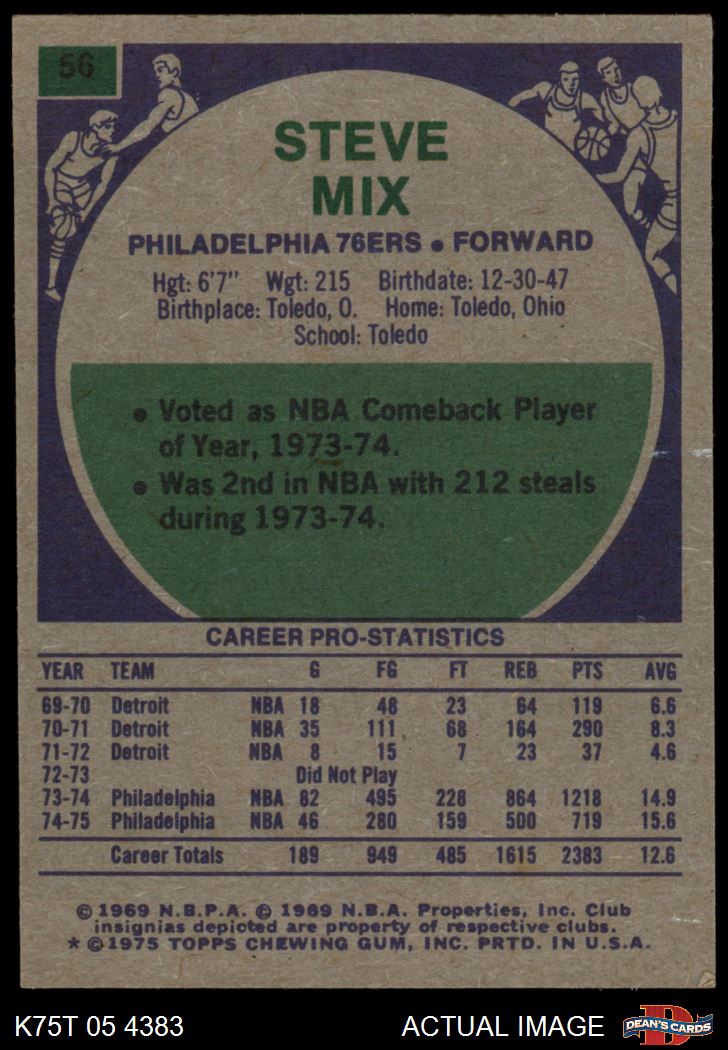 56
STEVE
MIX
PHILADELPHIA 76ERS • FORWARD
Hgt: 6'7" Wgt: 215 Birthdate: 12-30-47
Birthplace: Toledo, O. Home: Toledo, Ohio
School: Toledo
• Voted as NBA Comeback Player
of Year, 1973-74.
• Was 2nd in NBA with 212 steals
during 1973-74.
CAREER PRO-STATISTICS
YEAR TEAM G FG FT REB PTS AVG
69-70 Detroit NBA 18 48 23 64 119 6.6
70-71 Detroit NBA 35 111 68 164 290 8.3
71-72 Detroit NBA 8 15 7 23 37 4.6
72-73 Did Not Play
73-74 Philadelphia NBA 82 495 228 864 1218 14.9
74-75 Philadelphia NBA 46 280 159 500 719 15.6
Career Totals 189 949 485 1615 2383 12.6
© 1969 N.B.P.A. © 1969 N.B.A. Properties, Inc. Club
insignias depicted are property of respective clubs.
* © 1975 TOPPS CHEWING GUM, INC. PRTD. IN U.S.A.
K75T 05 4383 ACTUAL IMAGE
D
DEAN'S CARDS